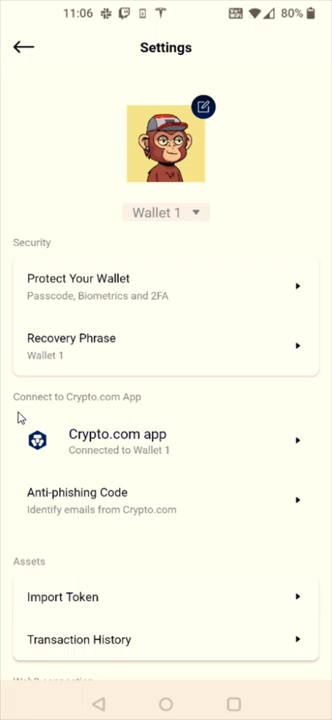 11:06
80%
Settings
Wallet 1
Security
Protect Your Wallet
Passcode, Biometrics and 2FA
Recovery Phrase
Wallet 1
Connect to Crypto.com App
Crypto.com app
Connected to Wallet 1
Anti-phishing Code
Identify emails from Crypto.com
Assets
Import Token
Transaction History